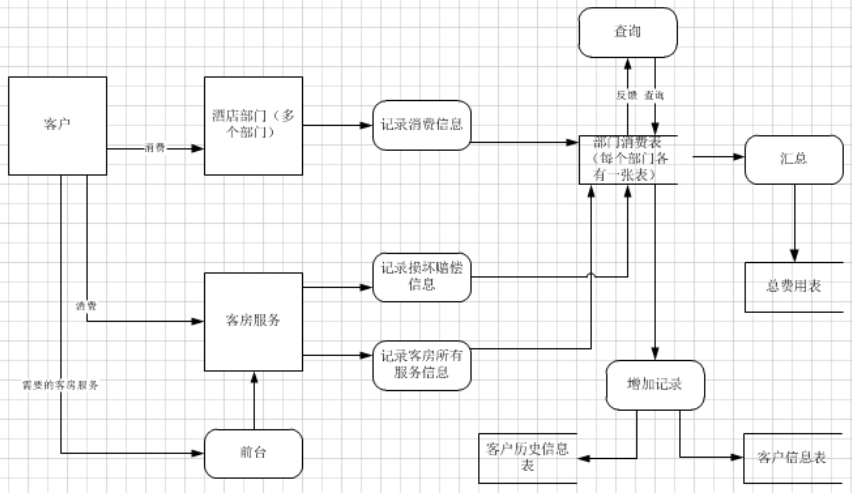 查询
客户
酒店部门（多
个部门）
记录消费信息
反馈
查询
消费
部门消费表
（每个部门各
有一张表）
汇总
记录损坏赔偿
信息
总费用表
消费
客房服务
记录客房所有
服务信息
需要的客房服务
增加记录
前台
客户历史信息
表
客户信息表